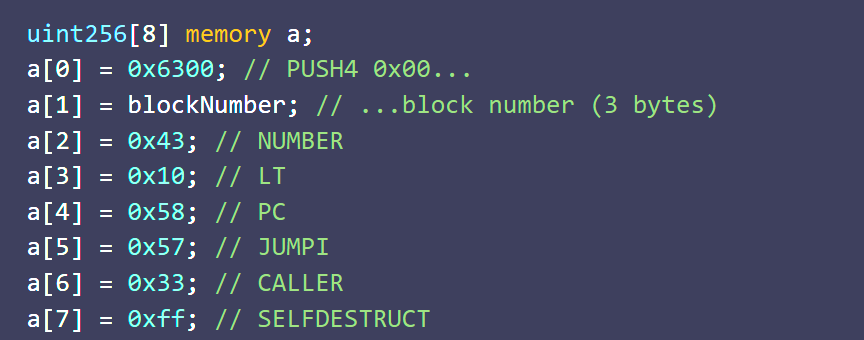 uint256[8] memory a;
a[0] = 0x6300; // PUSH4 0x00...
a[1] = blockNumber; // ...block number (3 bytes)
a[2] = 0x43; // NUMBER
a[3] = 0x10; // LT
a[4] = 0x58; // PC
a[5] = 0x57; // JUMPI
a[6] = 0x33; // CALLER
a[7] = 0xff; // SELFDESTRUCT